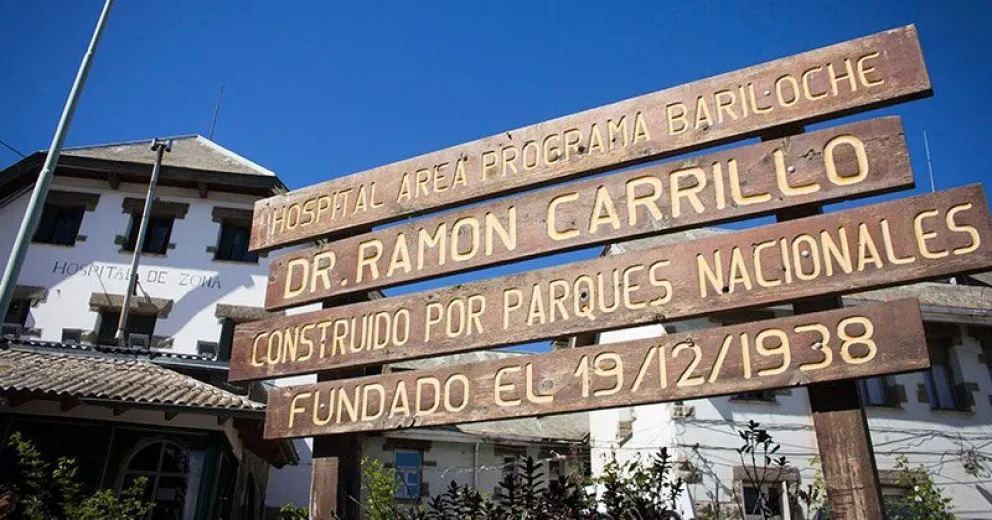 HOSPITAL AREA PROGRAMA BARILOCHE
DR. RAMON CARRILLO
CONSTRUIDO POR PARQUES NACIONALES
FUNDADO EL 19/12/1938
HOSPITAL DE ZONA